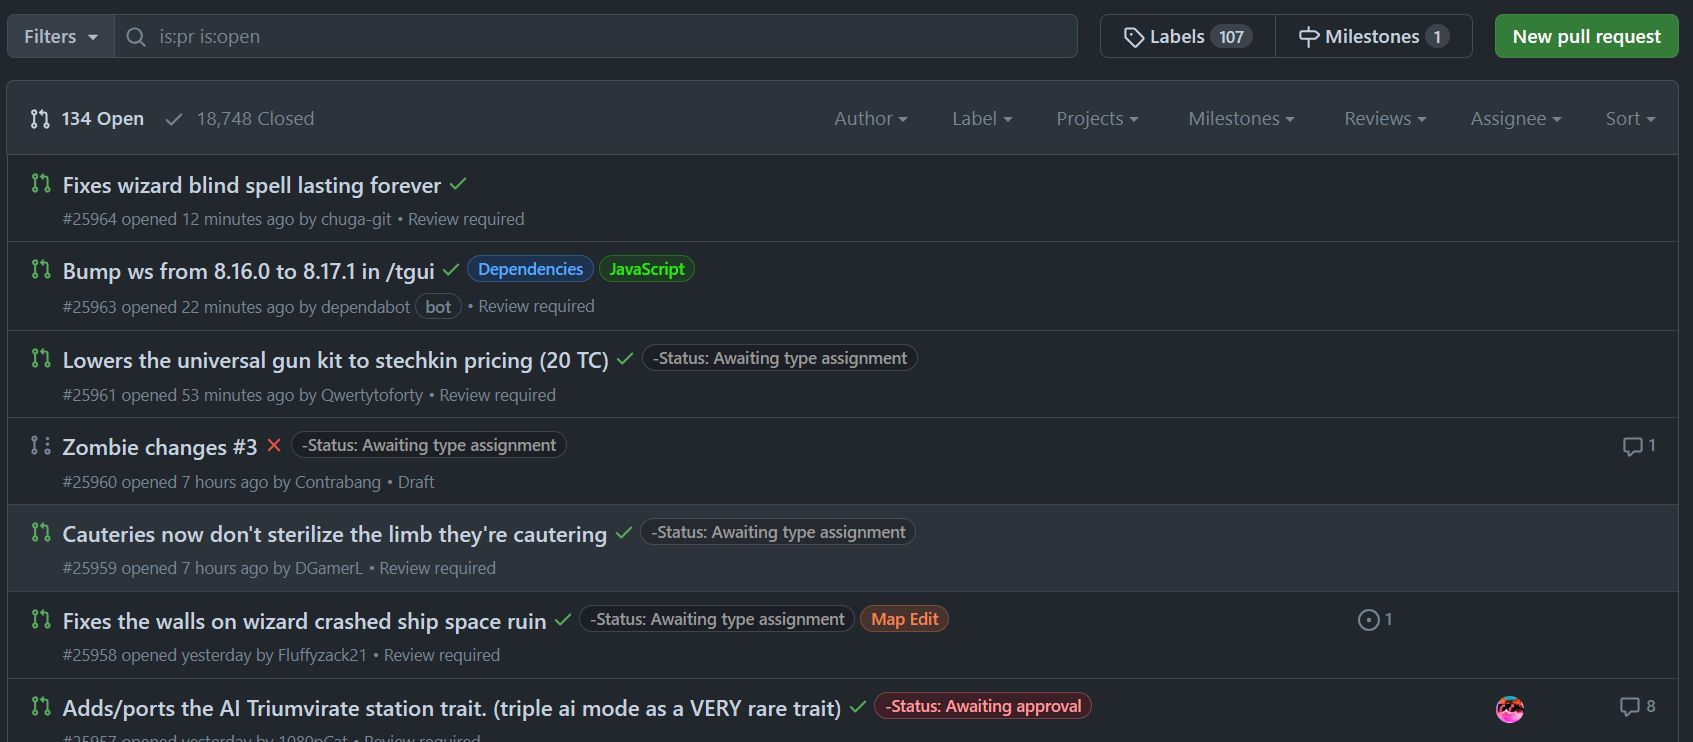 Filters is:pr is:open Labels 107 Milestones 1 New pull request
134 Open 18,748 Closed Author Label Projects Milestones Reviews Assignee Sort
Fixes wizard blind spell lasting forever
#25964 opened 12 minutes ago by chuga-git • Review required
Bump ws from 8.16.0 to 8.17.1 in /tgui Dependencies JavaScript
#25963 opened 22 minutes ago by dependabot bot • Review required
Lowers the universal gun kit to stechkin pricing (20 TC) -Status: Awaiting type assignment
#25961 opened 53 minutes ago by Qwertytoforty • Review required
Zombie changes #3 -Status: Awaiting type assignment 1
#25960 opened 7 hours ago by Contrabang • Draft
Cauteries now don't sterilize the limb they're cautering -Status: Awaiting type assignment
#25959 opened 7 hours ago by DGamerL • Review required
Fixes the walls on wizard crashed ship space ruin -Status: Awaiting type assignment Map Edit 1
#25958 opened yesterday by Fluffyzack21 • Review required
Adds/ports the AI Triumvirate station trait. (triple ai mode as a VERY rare trait) -Status: Awaiting approval 8
#25957 opened yesterday by 1080pCat • Review required